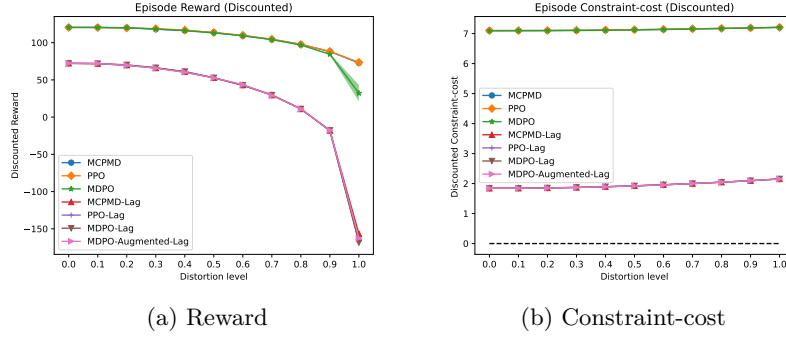 Episode Reward (Discounted)
Discounted Reward
100
50
0
−50
−100
−150
MCPMD
PPO
MDPO
MCPMD-Lag
PPO-Lag
MDPO-Lag
MDPO-Augmented-Lag
0.0 0.1 0.2 0.3 0.4 0.5 0.6 0.7 0.8 0.9 1.0
Distortion level
(a) Reward
Episode Constraint-cost (Discounted)
Discounted Constraint-cost
7
6
5
4
3
2
1
0
MCPMD
PPO
MDPO
MCPMD-Lag
PPO-Lag
MDPO-Lag
MDPO-Augmented-Lag
0.0 0.1 0.2 0.3 0.4 0.5 0.6 0.7 0.8 0.9 1.0
Distortion level
(b) Constraint-cost